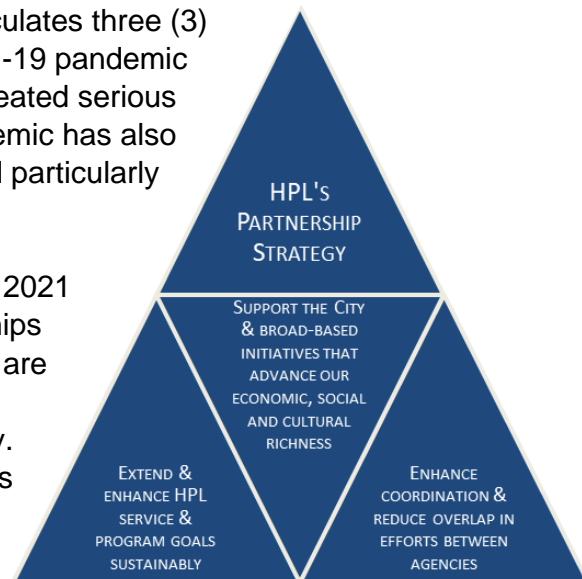 culates three (3)
-19 pandemic
eated serious
emic has also
particularly
2021
hips
are
y.
s
HPL's
PARTNERSHIP
STRATEGY
SUPPORT THE CITY
& BROAD-BASED
INITIATIVES THAT
ADVANCE OUR
ECONOMIC, SOCIAL
AND CULTURAL
RICHNESS
EXTEND &
ENHANCE HPL
SERVICE &
PROGRAM GOALS
SUSTAINABLY
ENHANCE
COORDINATION &
REDUCE OVERLAP IN
EFFORTS BETWEEN
AGENCIES